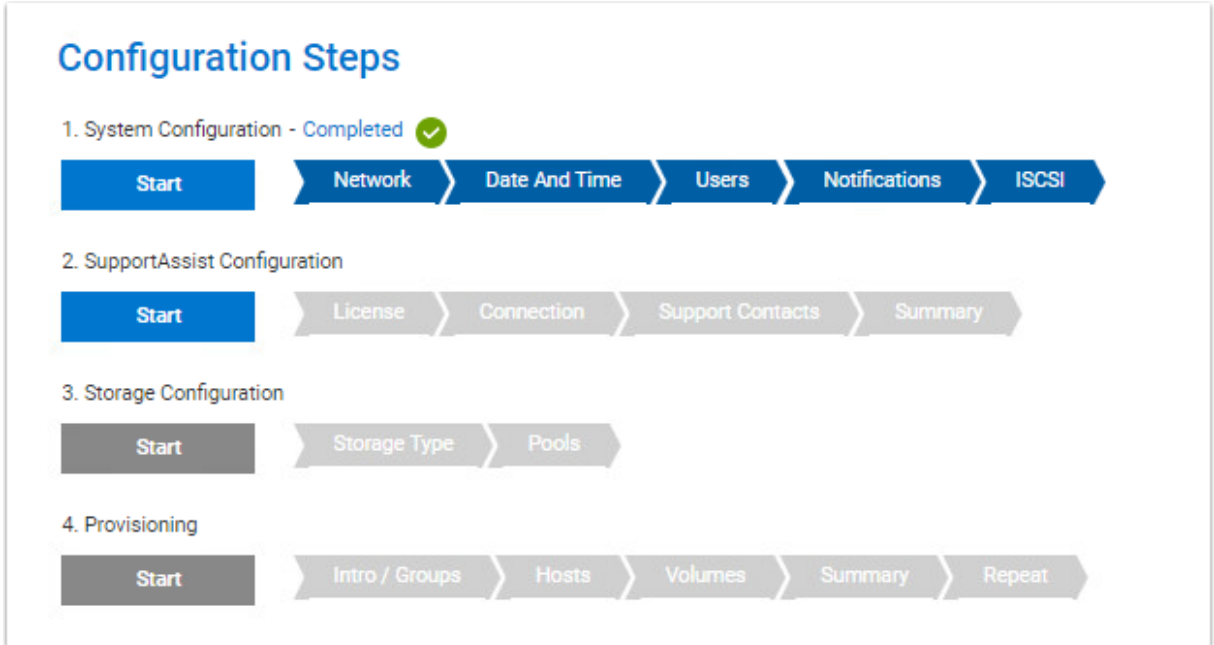 Configuration Steps
1. System Configuration - Completed
Start Network Date And Time Users Notifications ISCSI
2. SupportAssist Configuration
Start License Connection Support Contacts Summary
3. Storage Configuration
Start Storage Type Pools
4. Provisioning
Start Intro / Groups Hosts Volumes Summary Repeat